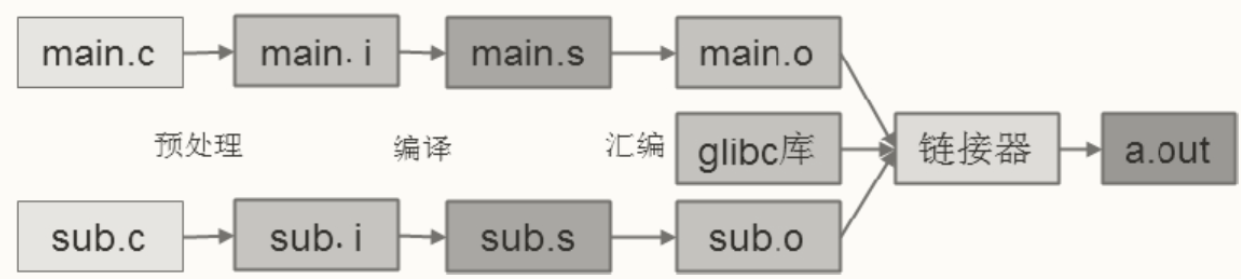 main.c main.i main.s main.o
预处理 编译 汇编 glibc库 链接器 a.out
sub.c sub.i sub.s sub.o